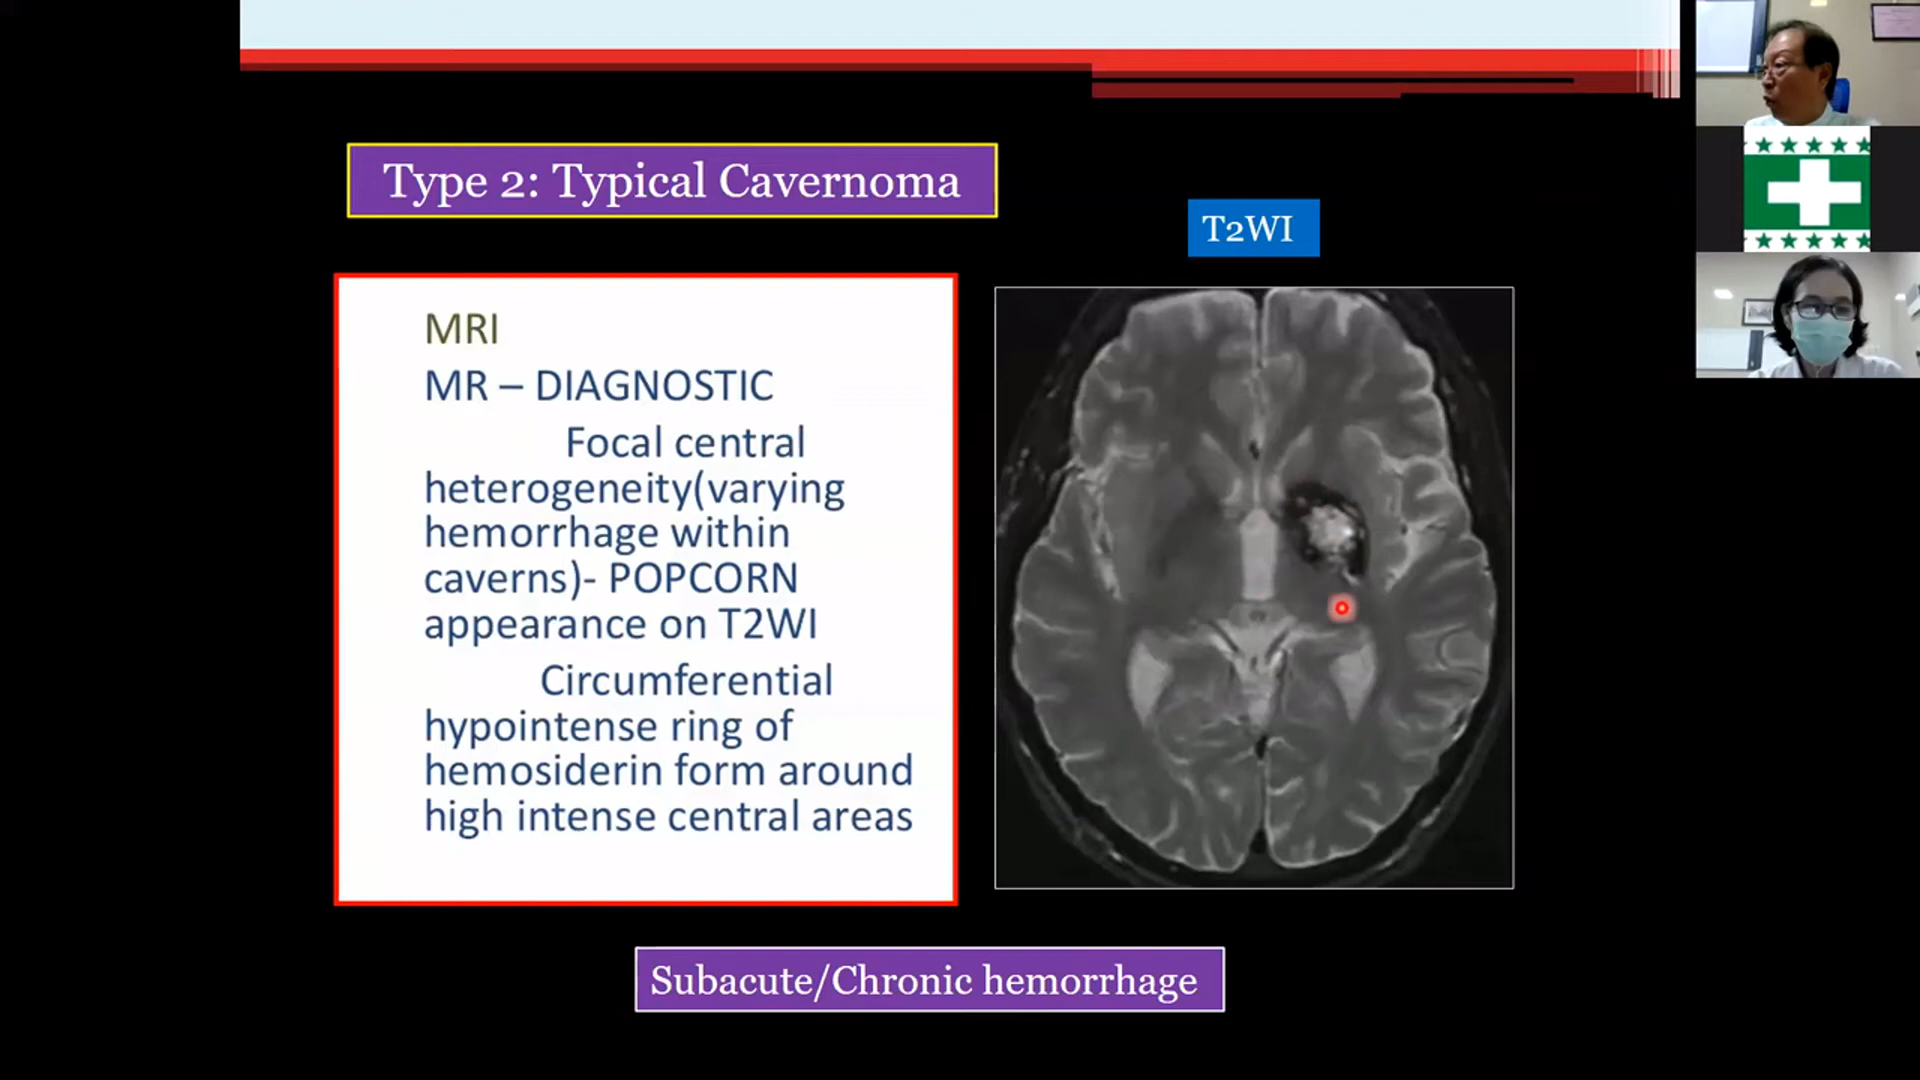 Type 2: Typical Cavernoma
T2WI
MRI
MR – DIAGNOSTIC
Focal central
heterogeneity(varying
hemorrhage within
caverns)- POPCORN
appearance on T2WI
Circumferential
hypointense ring of
hemosiderin form around
high intense central areas
Subacute/Chronic hemorrhage